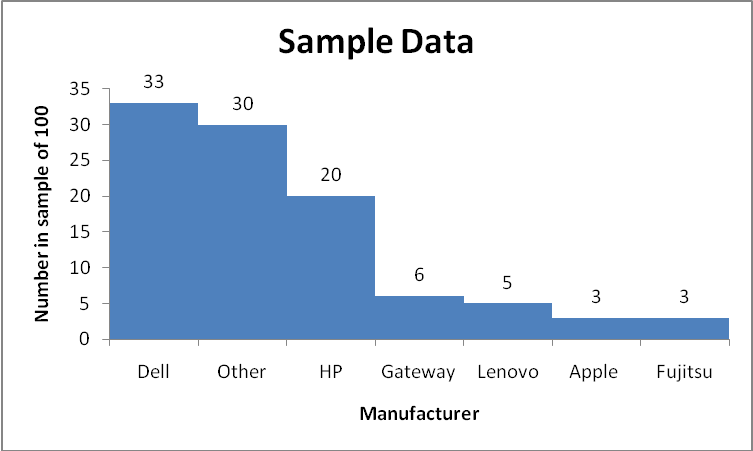 Sample Data
Number in sample of 100
35
30
25
20
15
10
5
0
33
30
20
6
5
3
3
Dell
Other
HP
Gateway
Lenovo
Apple
Fujitsu
Manufacturer